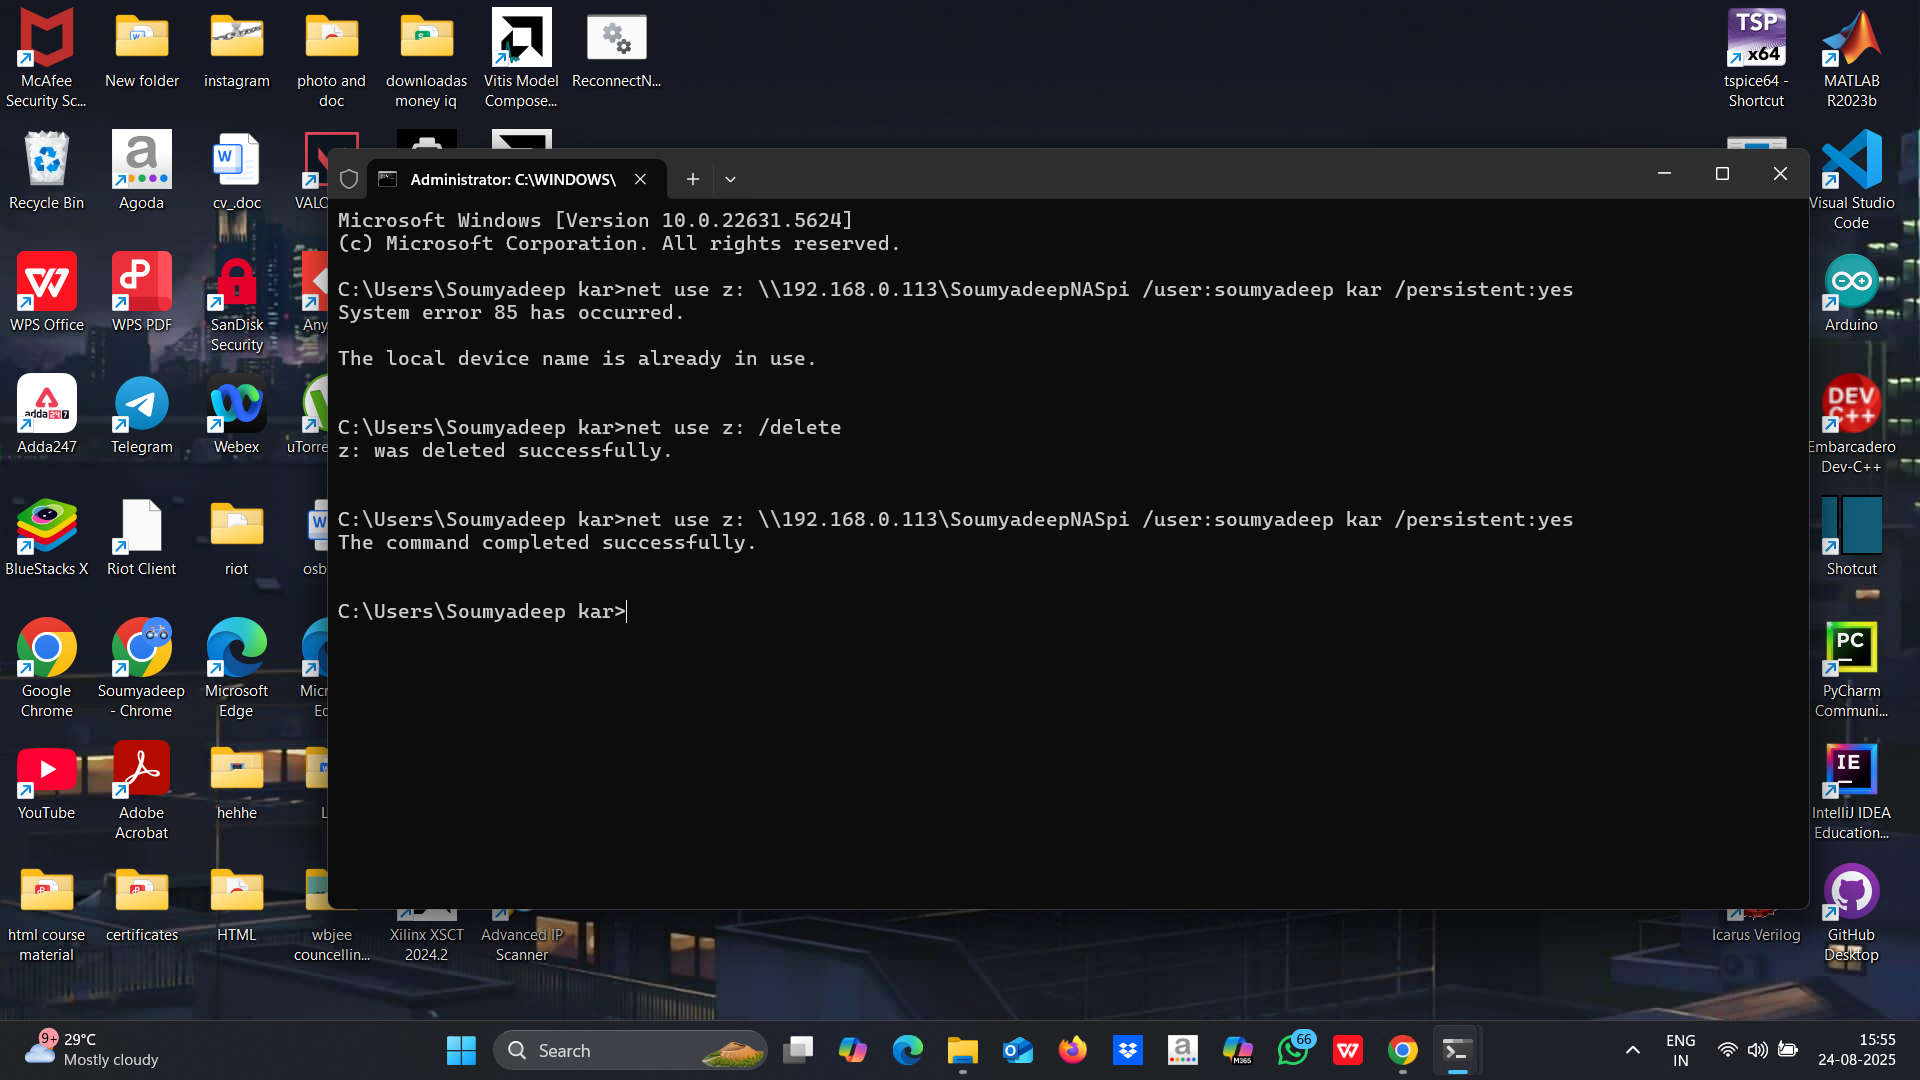 McAfee
Security Sc...
New folder
instagram
photo and
doc
downloadas
money iq
Vitis Model
Compose...
ReconnectN...
TSP
x64
tspice64 -
Shortcut
MATLAB
R2023b
Recycle Bin
a
Agoda
W
cv_.doc
VALO
Visual Studio
Code
Administrator: C:\WINDOWS\
Microsoft Windows [Version 10.0.22631.5624]
(c) Microsoft Corporation. All rights reserved.
C:\Users\Soumyadeep kar>net use z: \\192.168.0.113\SoumyadeepNASpi /user:soumyadeep kar /persistent:yes
System error 85 has occurred.
The local device name is already in use.
C:\Users\Soumyadeep kar>net use z: /delete
z: was deleted successfully.
C:\Users\Soumyadeep kar>net use z: \\192.168.0.113\SoumyadeepNASpi /user:soumyadeep kar /persistent:yes
The command completed successfully.
C:\Users\Soumyadeep kar>
WPS Office
WPS PDF
SanDisk
Security
Any
Arduino
adda247
Adda247
Telegram
Webex
uTorre
DEV
C++
Embarcadero
Dev-C++
BlueStacks X
Riot Client
riot
W
osb
Shotcut
Google
Chrome
Soumyadeep
- Chrome
Microsoft
Edge
Micr
Ed
PC
PyCharm
Communi...
YouTube
Adobe
Acrobat
hehhe
L
IE
IntelliJ IDEA
Education...
html course
material
certificates
HTML
wbjee
councellin...
Xilinx XSCT
2024.2
Advanced IP
Scanner
Icarus Verilog
GitHub
Desktop
9+
29°C
Mostly cloudy
Search
a
M365
66
W
ENG
IN
15:55
24-08-2025